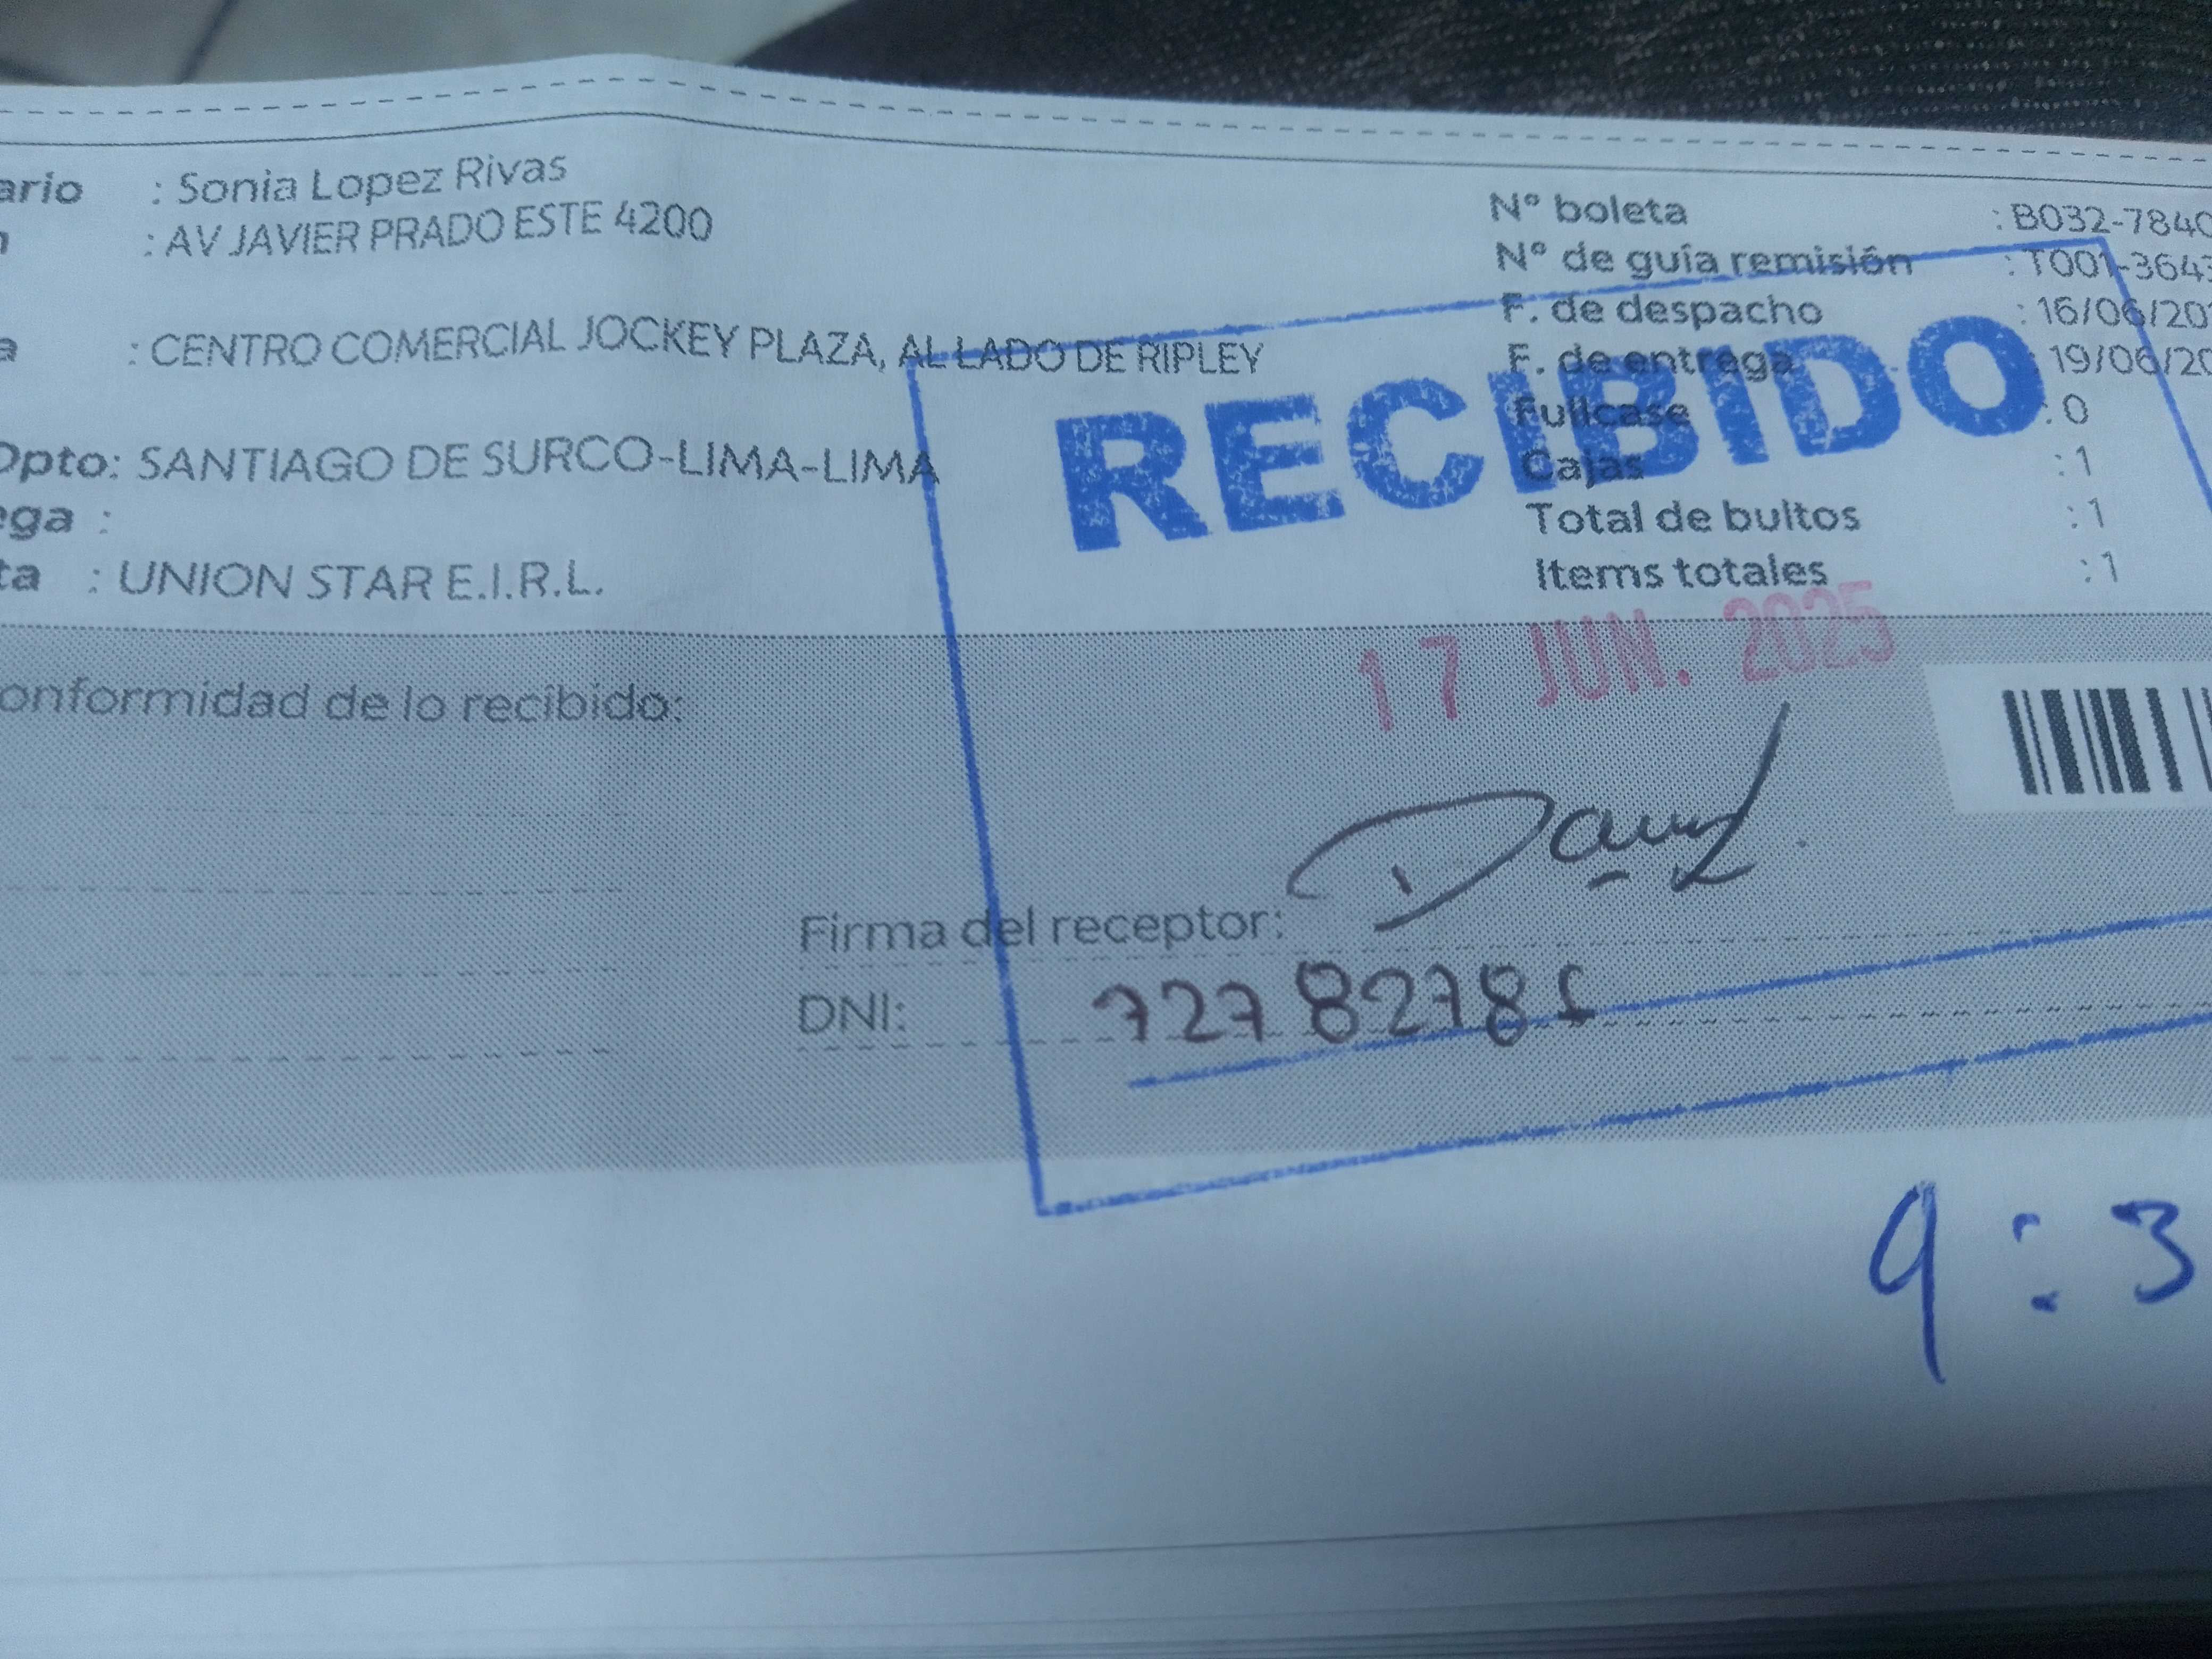 ario : Sonia Lopez Rivas
: AV JAVIER PRADO ESTE 4200
a : CENTRO COMERCIAL JOCKEY PLAZA, AL LADO DE RIPLEY
Dpto: SANTIAGO DE SURCO-LIMA-LIMA
ega :
ta : UNION STAR E.I.R.L.
N° boleta : B032-784
N° de guía remisión : T001-364
F. de despacho : 16/06/20
F. de entrega : 19/06/20
Fullcase : 0
Cajas : 1
Total de bultos : 1
Items totales : 1
RECIBIDO
17 JUN. 2025
onformidad de lo recibido:
Firma del receptor:
DNI: 7278278
9:3